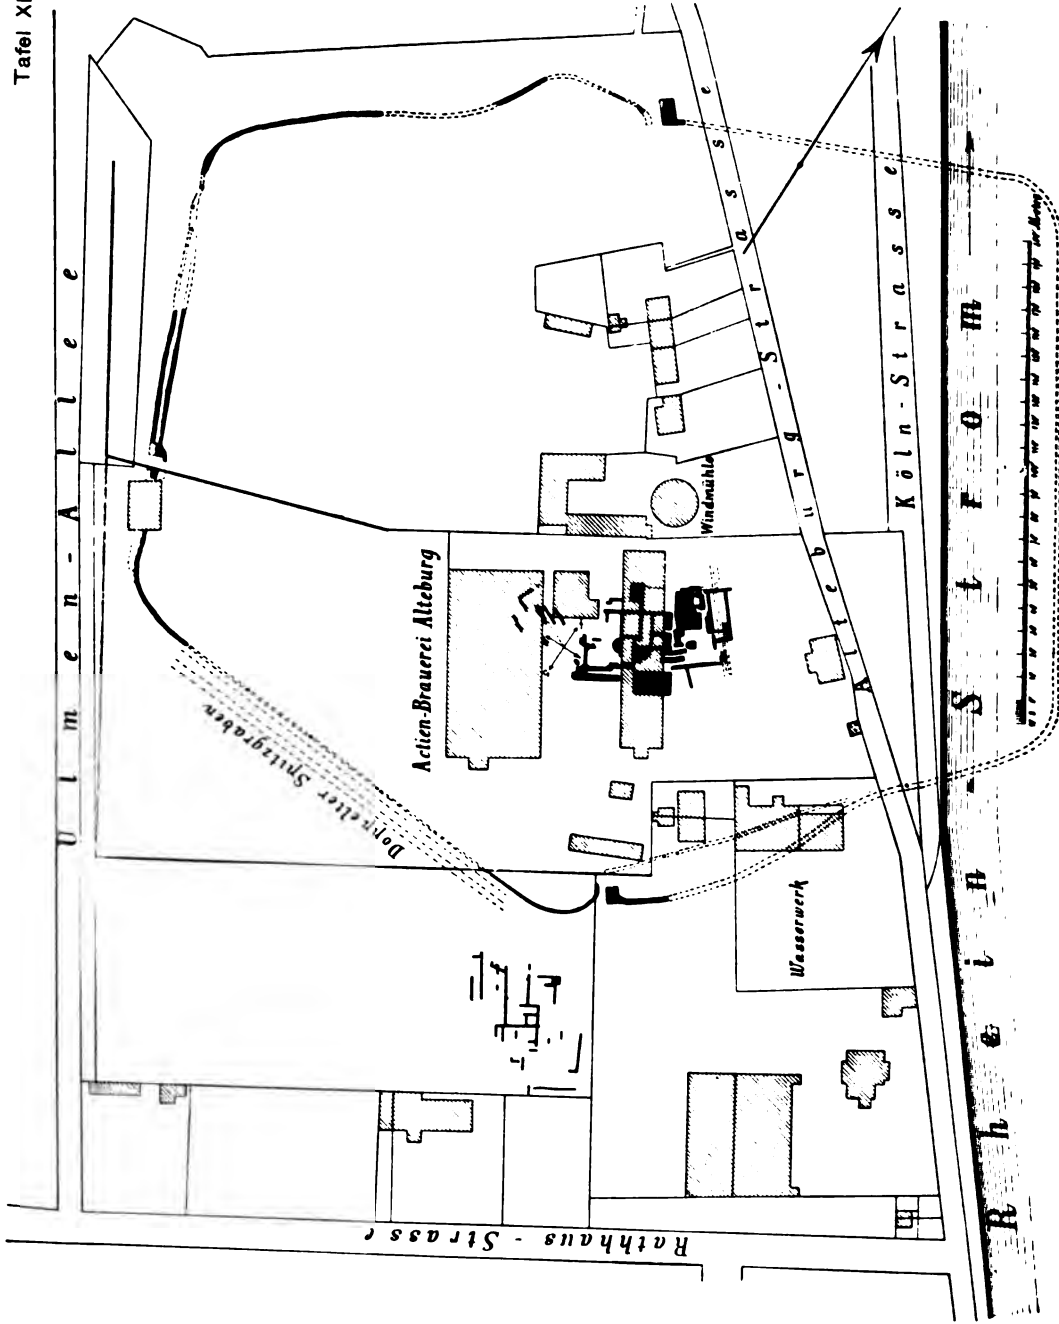 Tafel XI
Ulmen-Allee
Doppelter Spitzgraben
Actien-Brauerei Alteburg
Windmühle
Alteburg-Strasse
Köln-Strasse
Wasserwerk
Rathhaus-Strasse
Rhein Strom